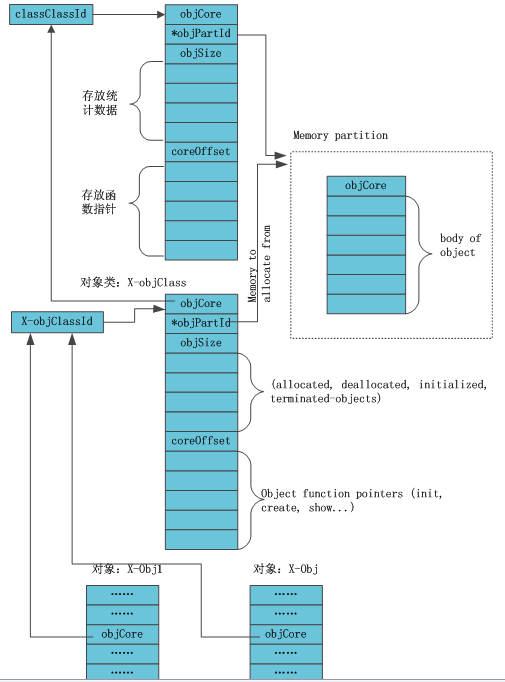 classClassId
objCore
*objPartId
objSize
存放统
计数据
coreOffset
存放函
数指针
Memory partition
objCore
body of
object
Memory to
allocate from
对象类: X-objClass
X-objClassId
objCore
*objPartId
objSize
(allocated, deallocated, initialized,
terminated-objects)
coreOffset
Object function pointers (init,
create, show...)
对象: X-Obj1
对象: X-Obj
……
……
objCore
……
……
……
……
objCore
……
……